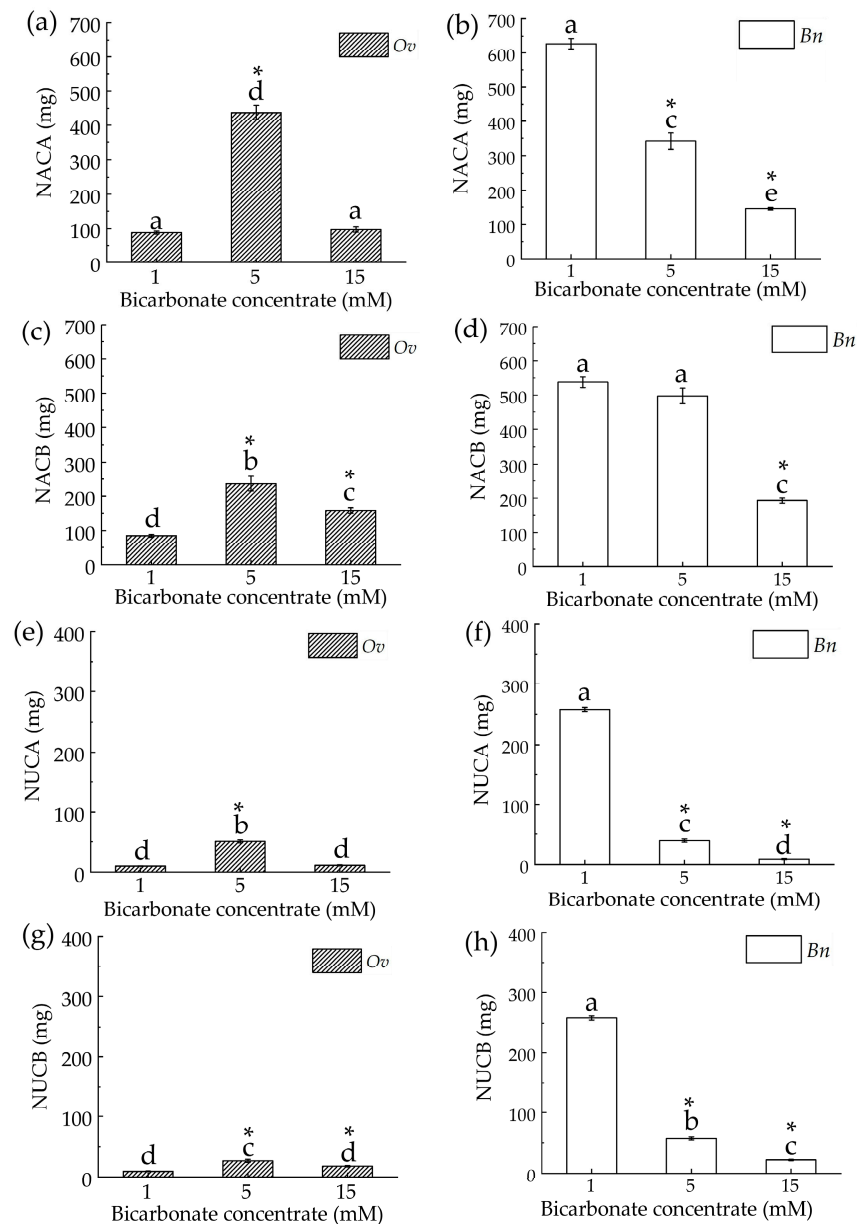 (a)
700
600
500
400
300
200
100
0
NACA (mg)
Ov
a
*
d
a
1 5 15
Bicarbonate concentrate (mM)
(b)
700
600
500
400
300
200
100
0
NACA (mg)
Bn
a
*
c
*
e
1 5 15
Bicarbonate concentrate (mM)
(c)
700
600
500
400
300
200
100
0
NACB (mg)
Ov
d
*
b
*
c
1 5 15
Bicarbonate concentrate (mM)
(d)
700
600
500
400
300
200
100
0
NACB (mg)
Bn
a
a
*
c
1 5 15
Bicarbonate concentrate (mM)
(e)
400
300
200
100
0
NUCA (mg)
Ov
d
*
b
d
1 5 15
Bicarbonate concentrate (mM)
(f)
400
300
200
100
0
NUCA (mg)
Bn
a
*
c
*
d
1 5 15
Bicarbonate concentrate (mM)
(g)
400
300
200
100
0
NUCB (mg)
Ov
d
*
c
*
d
1 5 15
Bicarbonate concentrate (mM)
(h)
400
300
200
100
0
NUCB (mg)
Bn
a
*
b
*
c
1 5 15
Bicarbonate concentrate (mM)